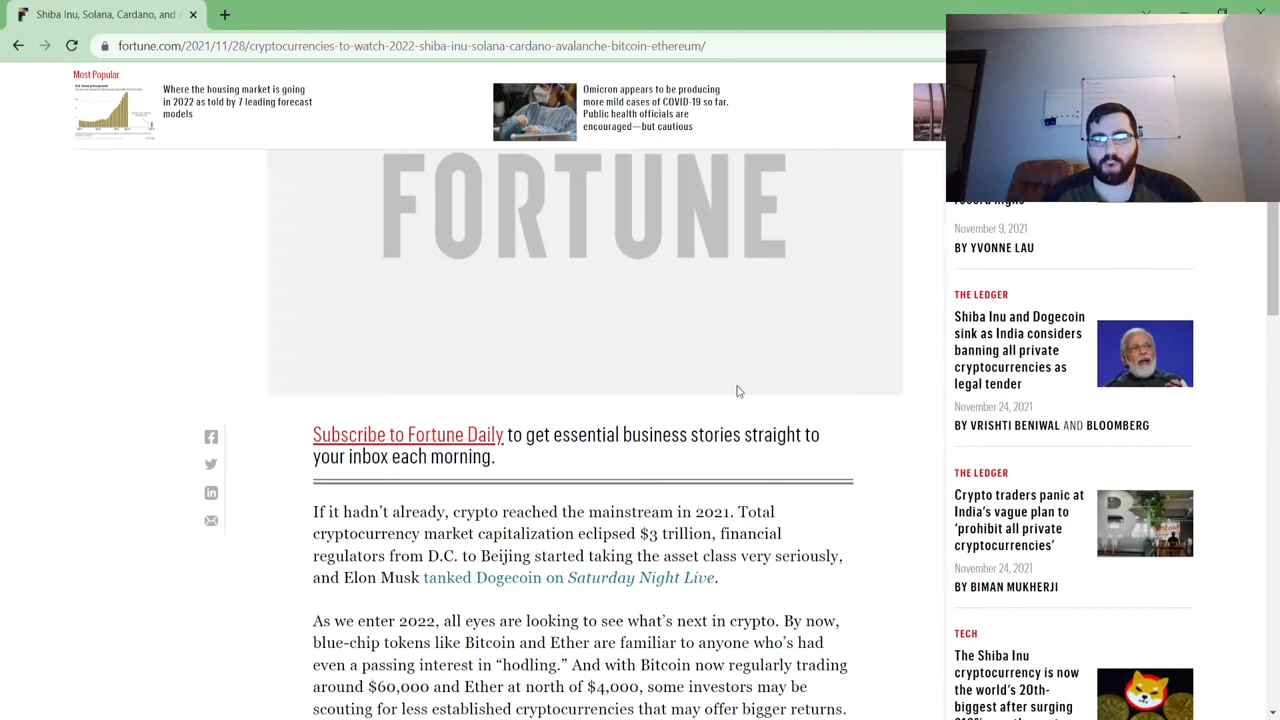 Shiba Inu, Solana, Cardano, and
fortune.com/2021/11/28/cryptocurrencies-to-watch-2022-shiba-inu-solana-cardano-avalanche-bitcoin-ethereum/
Most Popular
Where the housing market is going
in 2022 as told by 7 leading forecast
models
Omicron appears to be producing
more mild cases of COVID-19 so far.
Public health officials are
encouraged—but cautious
FORTUNE
Subscribe to Fortune Daily to get essential business stories straight to
your inbox each morning.
If it hadn't already, crypto reached the mainstream in 2021. Total
cryptocurrency market capitalization eclipsed $3 trillion, financial
regulators from D.C. to Beijing started taking the asset class very seriously,
and Elon Musk tanked Dogecoin on Saturday Night Live.
As we enter 2022, all eyes are looking to see what's next in crypto. By now,
blue-chip tokens like Bitcoin and Ether are familiar to anyone who's had
even a passing interest in “hodling.” And with Bitcoin now regularly trading
around $60,000 and Ether at north of $4,000, some investors may be
scouting for less established cryptocurrencies that may offer bigger returns.
November 9, 2021
BY YVONNE LAU
THE LEDGER
Shiba Inu and Dogecoin
sink as India considers
banning all private
cryptocurrencies as
legal tender
November 24, 2021
BY VRISHTI BENIWAL AND BLOOMBERG
THE LEDGER
Crypto traders panic at
India's vague plan to
‘prohibit all private
cryptocurrencies’
November 24, 2021
BY BIMAN MUKHERJI
TECH
The Shiba Inu
cryptocurrency is now
the world's 20th-
biggest after surging